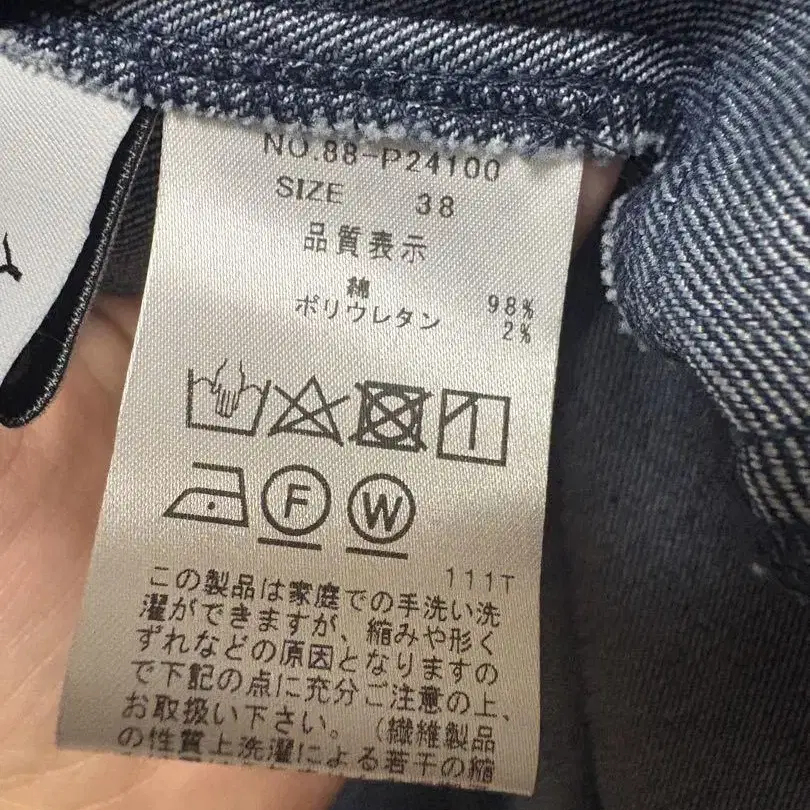 NO.88-P24100
SIZE 38
品質表示
綿 98%
ポリウレタン 2%
F W
111T
この製品は家庭での手洗い洗
濯ができますが、縮みや形く
ずれなどの原因となりますの
で下記の点に充分ご注意の上、
お取扱い下さい。（繊維製品
の性質上洗濯による若干の縮